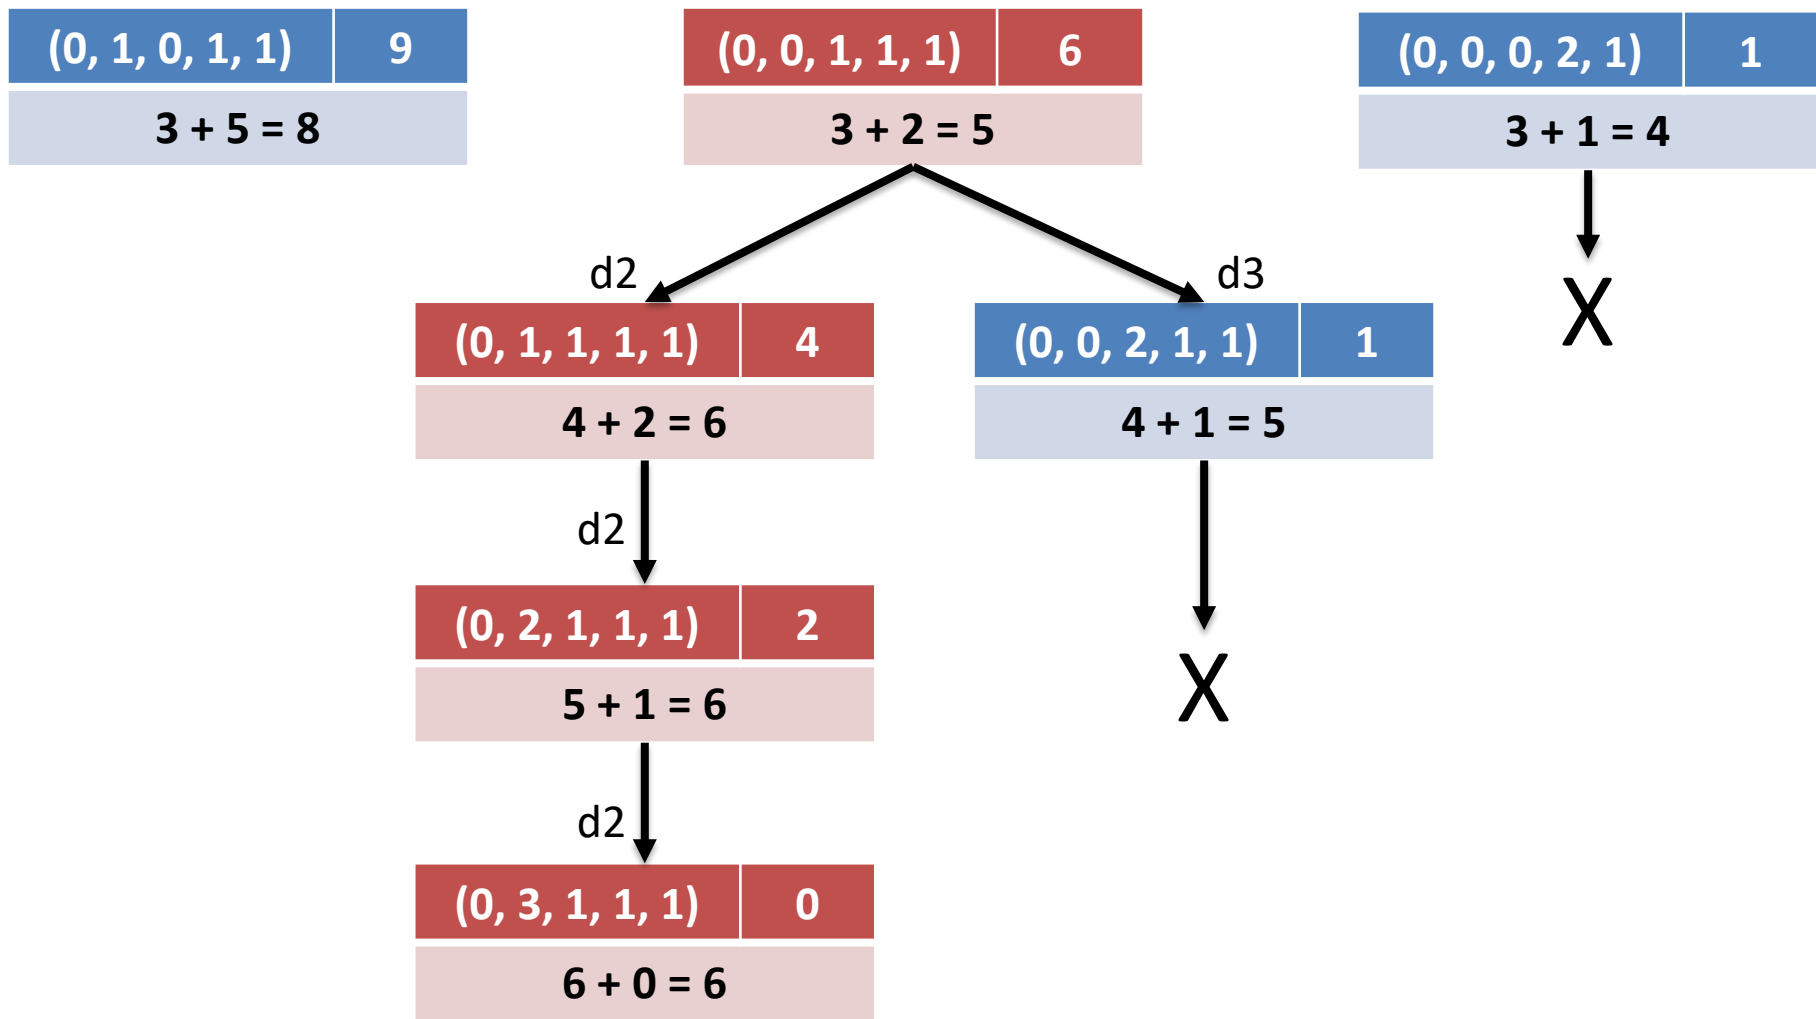 (0, 1, 0, 1, 1) 9
3 + 5 = 8
(0, 0, 1, 1, 1) 6
3 + 2 = 5
(0, 0, 0, 2, 1) 1
3 + 1 = 4
X
d2
(0, 1, 1, 1, 1) 4
4 + 2 = 6
d3
(0, 0, 2, 1, 1) 1
4 + 1 = 5
X
d2
(0, 2, 1, 1, 1) 2
5 + 1 = 6
d2
(0, 3, 1, 1, 1) 0
6 + 0 = 6